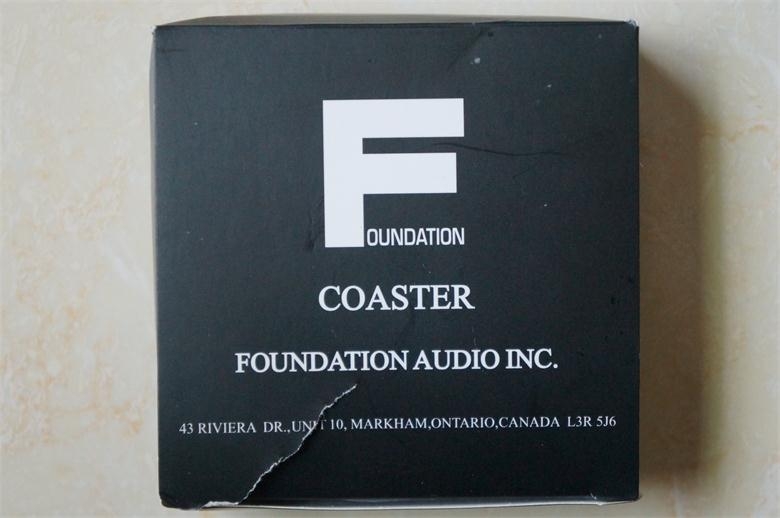 FOUNDATION
COASTER
FOUNDATION AUDIO INC.
43 RIVIERA DR.,UNIT 10, MARKHAM,ONTARIO,CANADA L3R 5J6